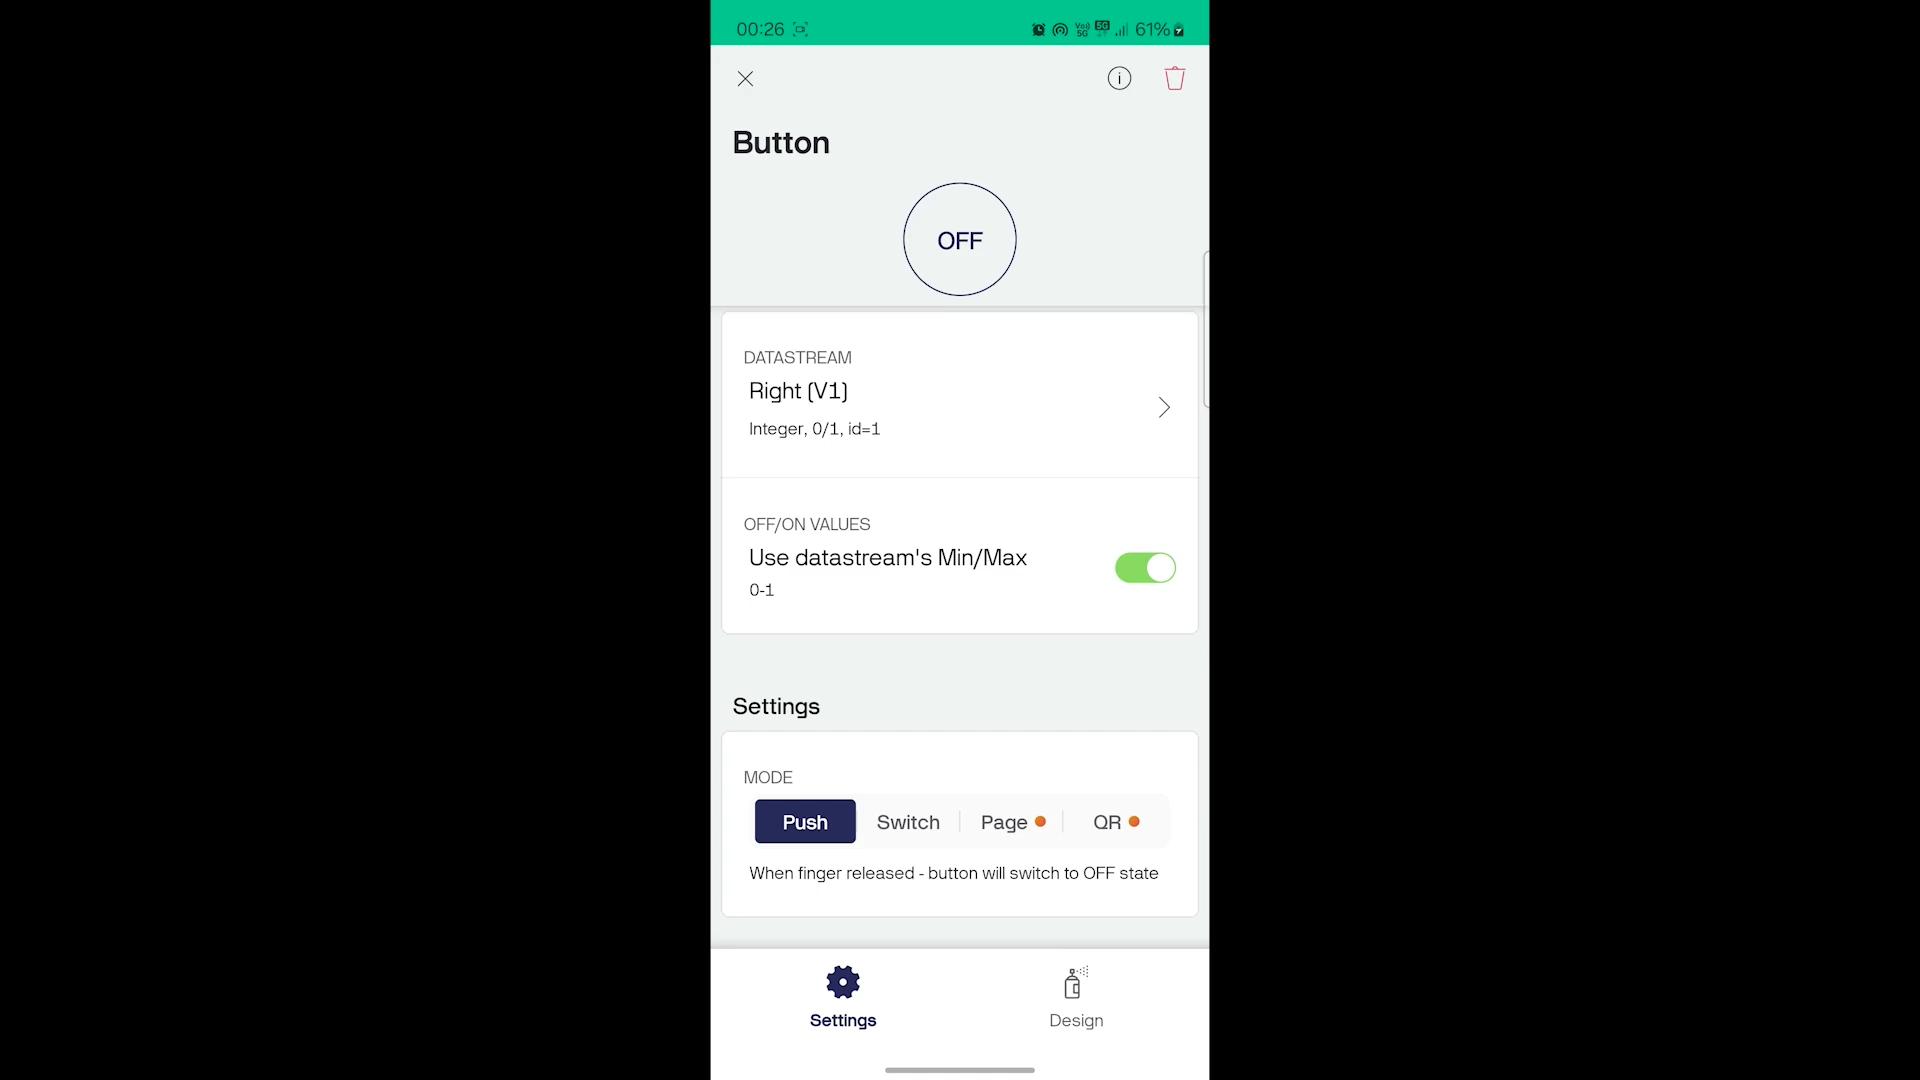 00:26 61%
Button
OFF
DATASTREAM
Right (V1)
Integer, 0/1, id=1
OFF/ON VALUES
Use datastream's Min/Max
0-1
Settings
MODE
Push Switch Page QR
When finger released - button will switch to OFF state
Settings Design